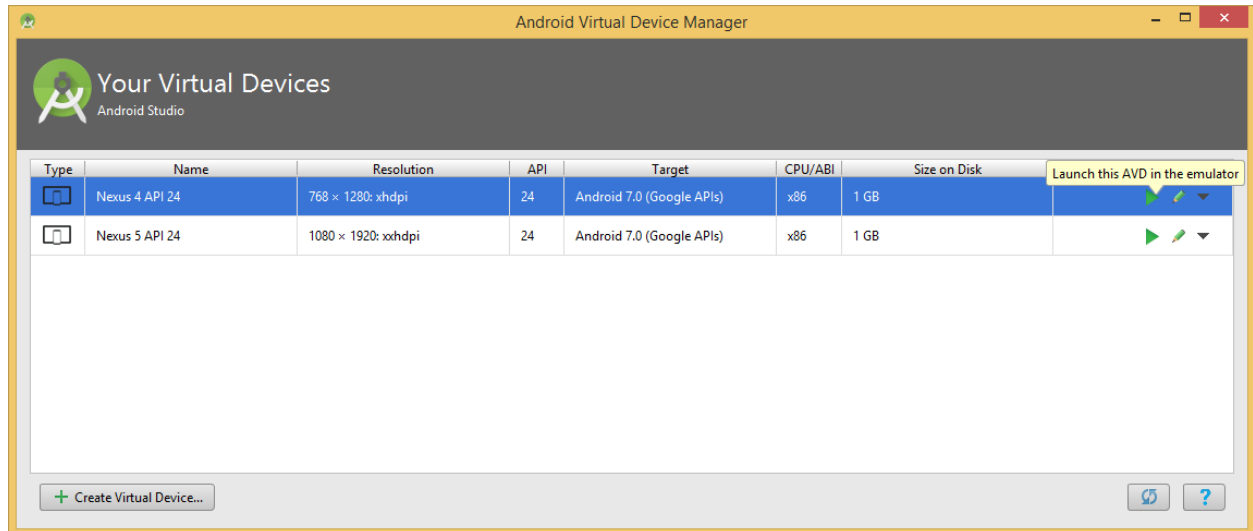 Android Virtual Device Manager
Your Virtual Devices
Android Studio
Type Name Resolution API Target CPU/ABI Size on Disk
Launch this AVD in the emulator
Nexus 4 API 24 768 × 1280: xhdpi 24 Android 7.0 (Google APIs) x86 1 GB
Nexus 5 API 24 1080 × 1920: xxhdpi 24 Android 7.0 (Google APIs) x86 1 GB
Create Virtual Device...
?